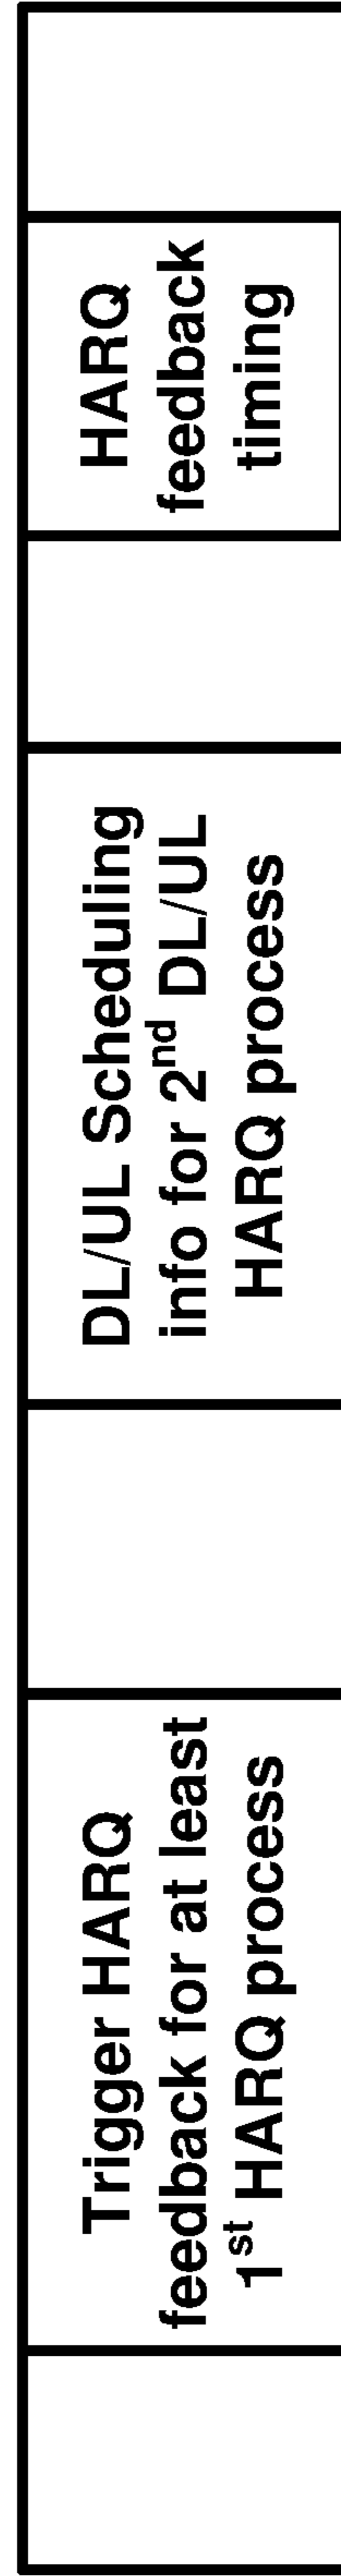 Trigger HARQ
feedback for at least
1st HARQ process
DL/UL Scheduling
info for 2nd DL/UL
HARQ process
HARQ
feedback
timing